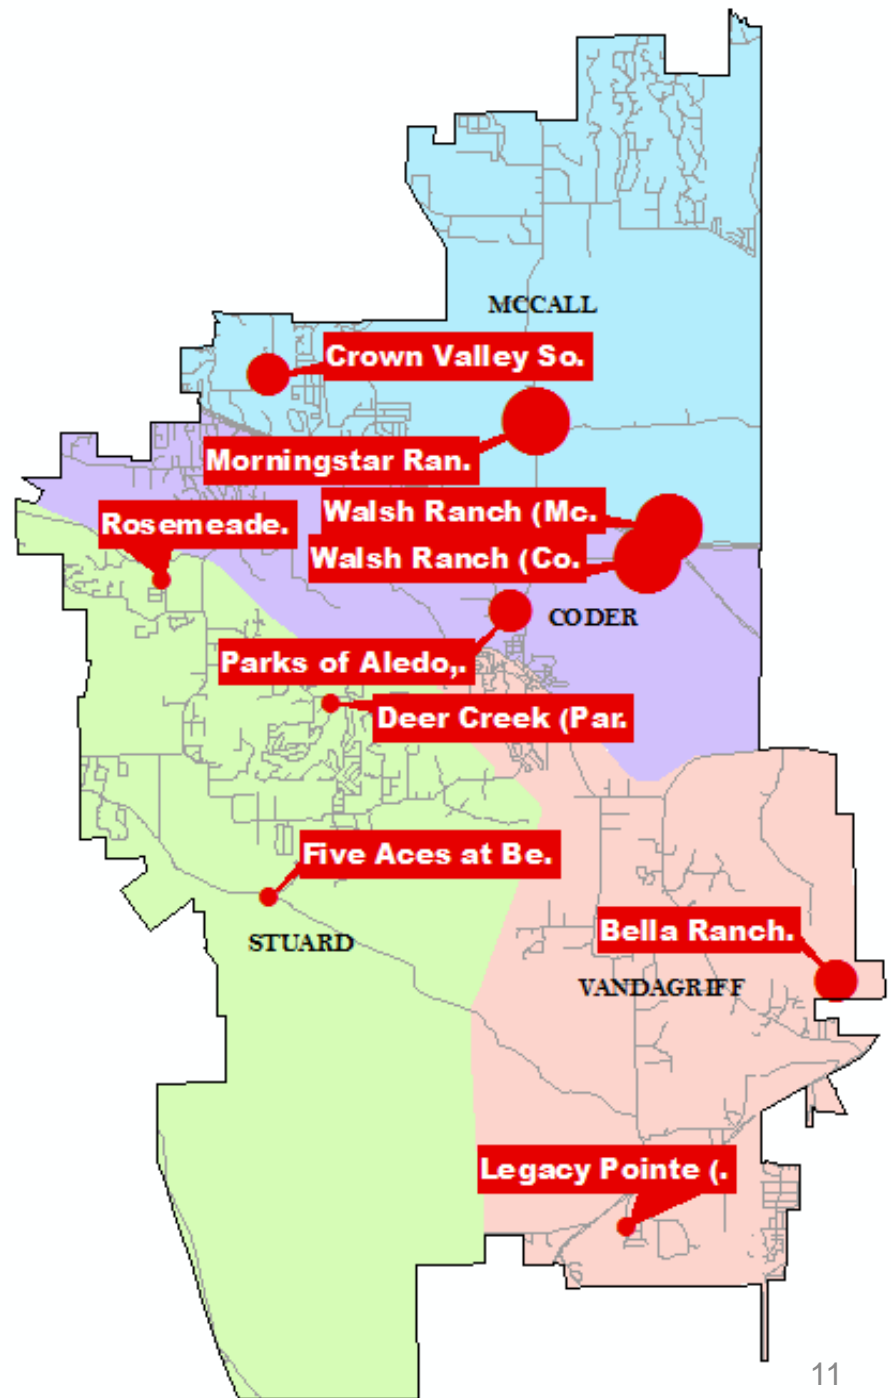 MCCALL
Crown Valley So.
Morningstar Ran.
Walsh Ranch (Mc.
Rosemeade.
Walsh Ranch (Co.
CODER
Parks of Aledo,.
Deer Creek (Par.
Five Aces at Be.
Bella Ranch.
STUARD
VANDAGRIFF
Legacy Pointe (.
11